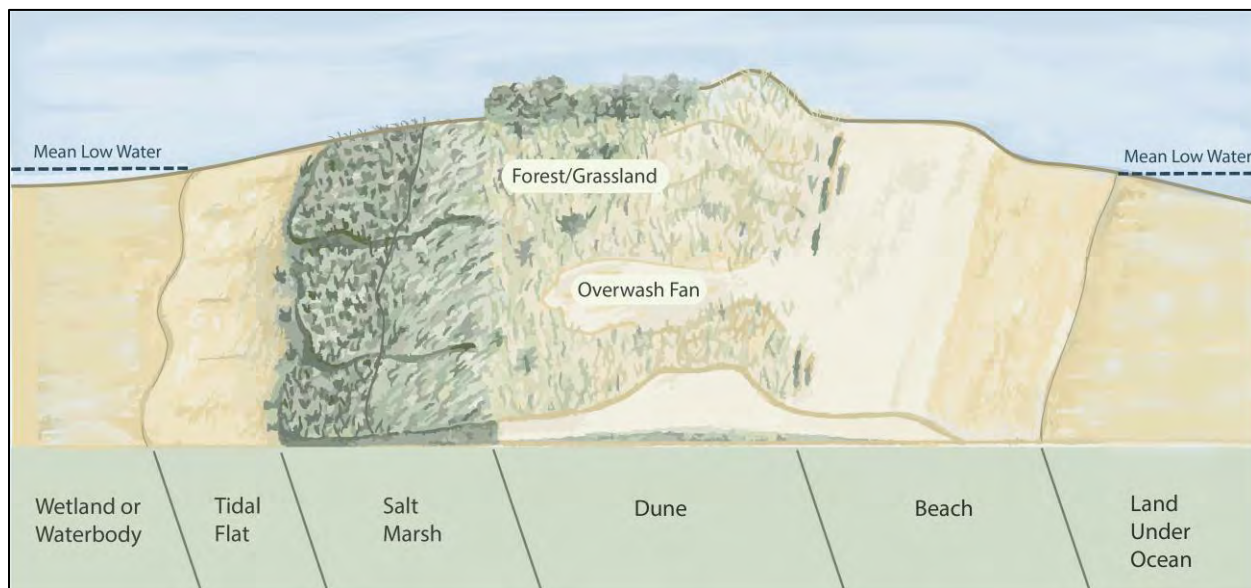 Mean Low Water
Mean Low Water
Forest/Grassland
Overwash Fan
Wetland or
Waterbody
Tidal
Flat
Salt
Marsh
Dune
Beach
Land
Under
Ocean